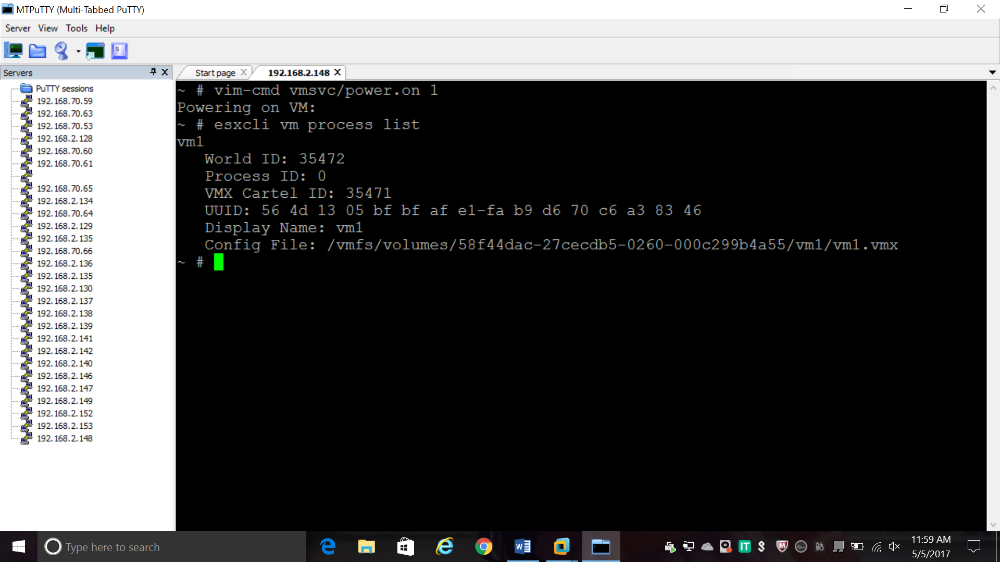 MTPuTTY (Multi-Tabbed PuTTY)
Server View Tools Help
Servers
Start page
192.168.2.148
PuTTY sessions
192.168.70.59
192.168.70.63
192.168.70.53
192.168.2.128
192.168.70.60
192.168.70.61
192.168.70.65
192.168.2.134
192.168.70.64
192.168.2.129
192.168.2.135
192.168.70.66
192.168.2.136
192.168.2.135
192.168.2.130
192.168.2.137
192.168.2.138
192.168.2.139
192.168.2.141
192.168.2.142
192.168.2.140
192.168.2.146
192.168.2.147
192.168.2.149
192.168.2.152
192.168.2.153
192.168.2.148
~ # vim-cmd vmsvc/power.on 1
Powering on VM:
~ # esxcli vm process list
vm1
World ID: 35472
Process ID: 0
VMX Cartel ID: 35471
UUID: 56 4d 13 05 bf bf af e1-fa b9 d6 70 c6 a3 83 46
Display Name: vm1
Config File: /vmfs/volumes/58f44dac-27cecdb5-0260-000c299b4a55/vm1/vm1.vmx
~ #
Type here to search
IT
11:59 AM
5/5/2017